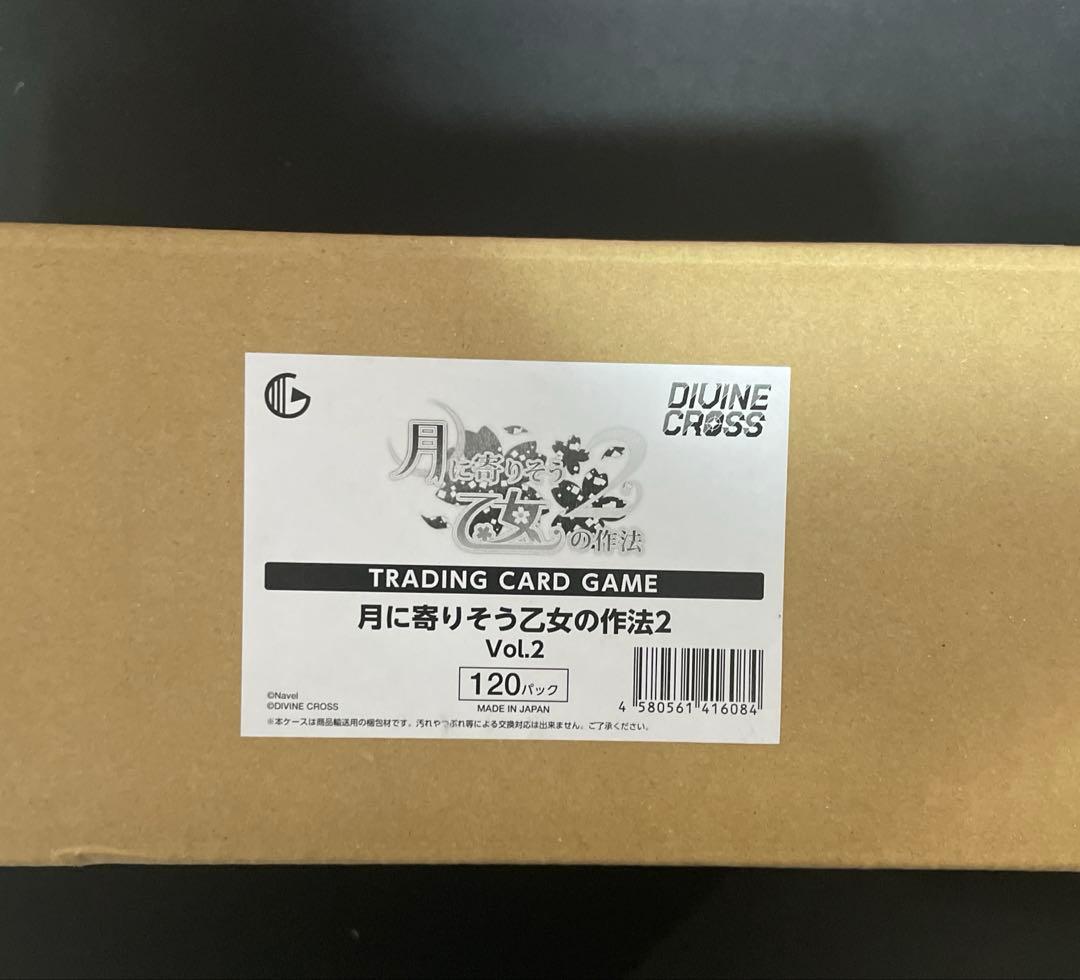 DIVINE
CROSS
月に寄りそう
乙女の作法
2
TRADING CARD GAME
月に寄りそう乙女の作法2
Vol.2
120パック
MADE IN JAPAN
©Navel
©DIVINE CROSS
4 580561 416084
※本ケースは商品輸送用の梱包材です。汚れやつぶれ等による交換対応は出来ません。ご了承ください。